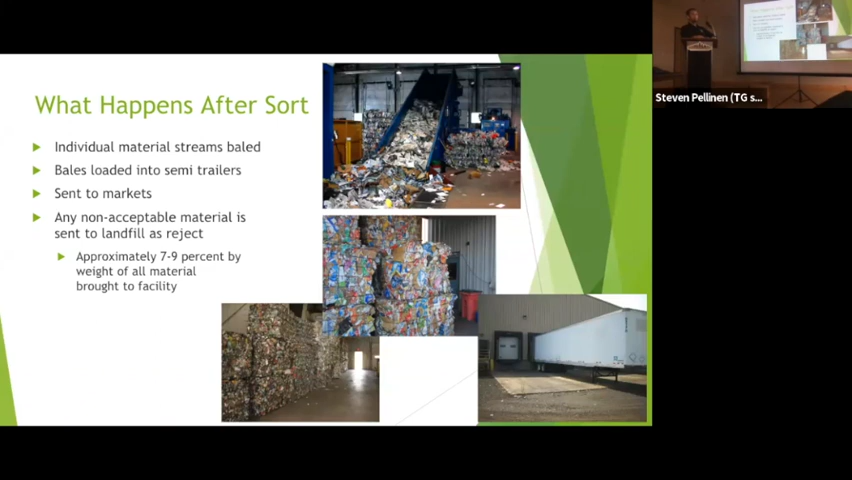 What Happens After Sort
Individual material streams baled
Bales loaded into semi trailers
Sent to markets
Any non-acceptable material is
sent to landfill as reject
Approximately 7-9 percent by
weight of all material
brought to facility
Steven Pellinen (TG s...